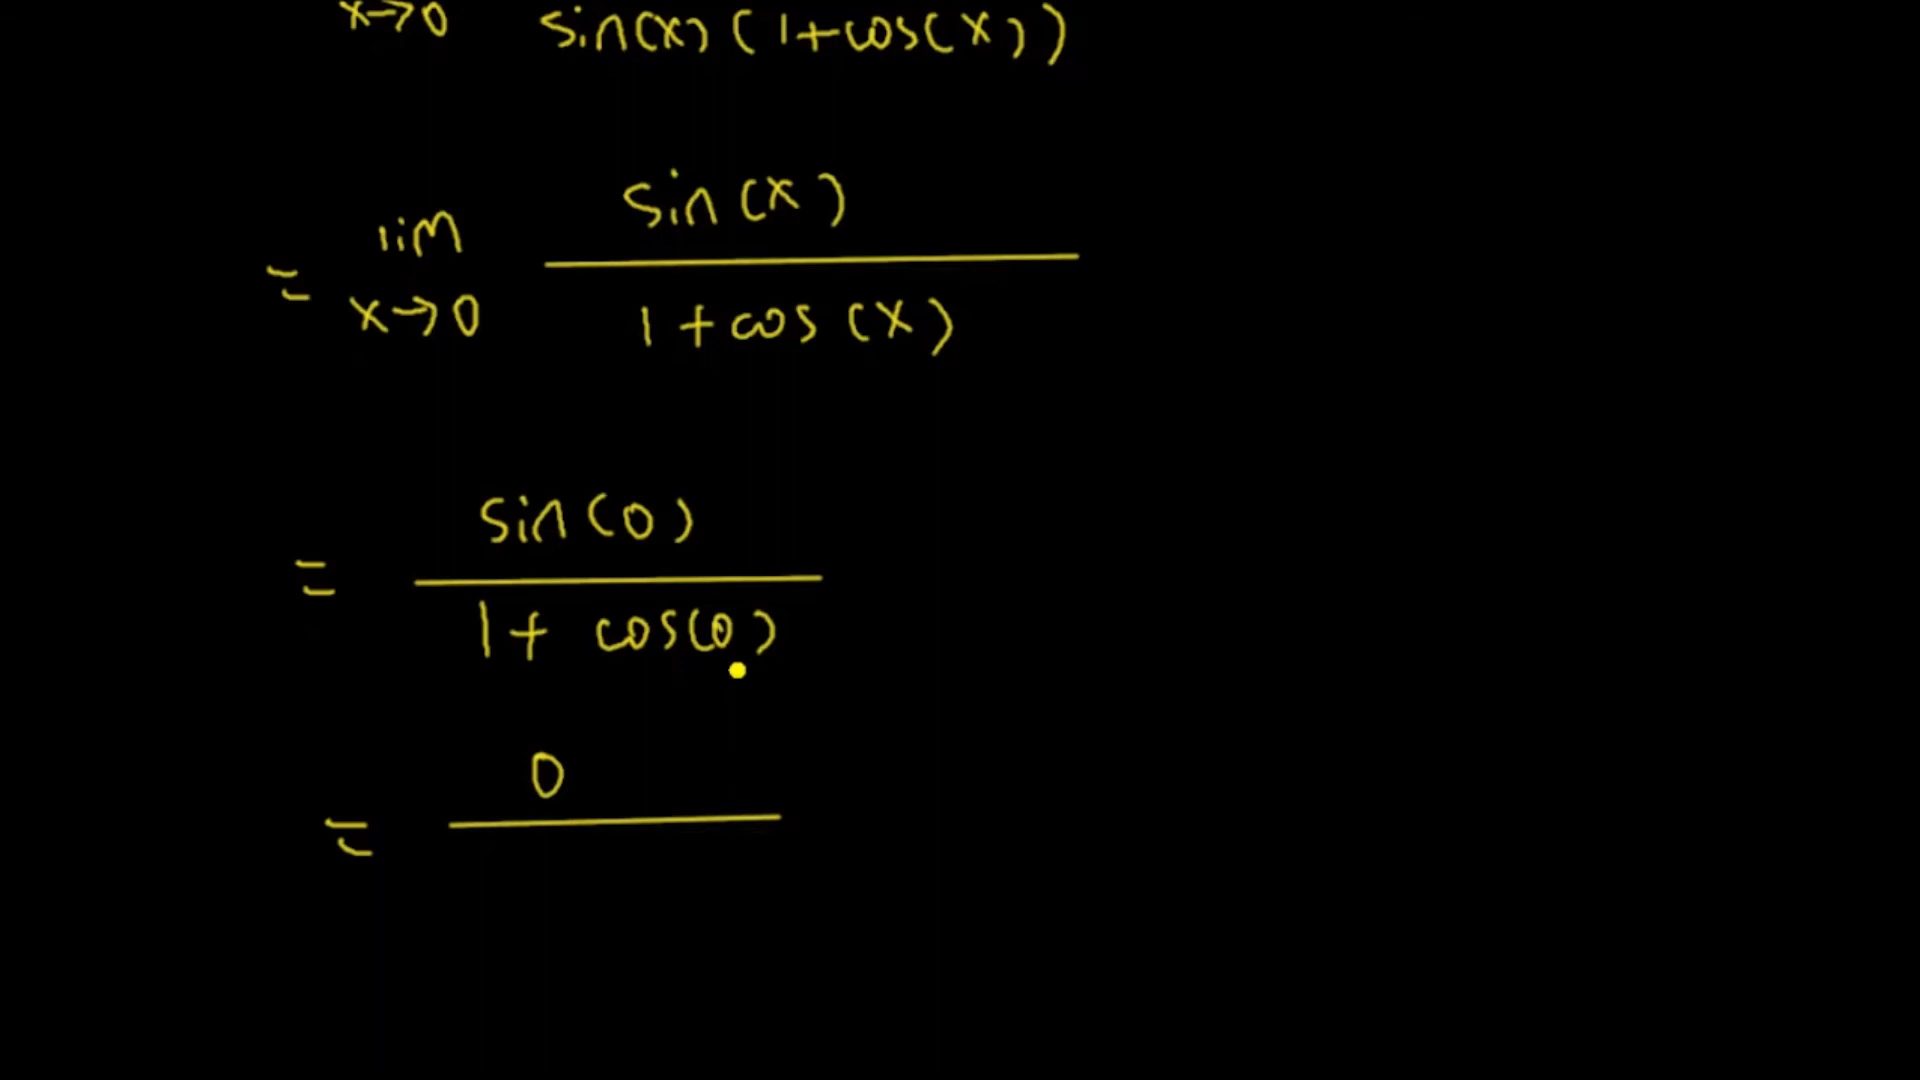 x→0 sin(x)(1+cos(x))
sin(x)
= lim
x→0 1+cos(x)
sin(0)
=
1+ cos(0)
0
=